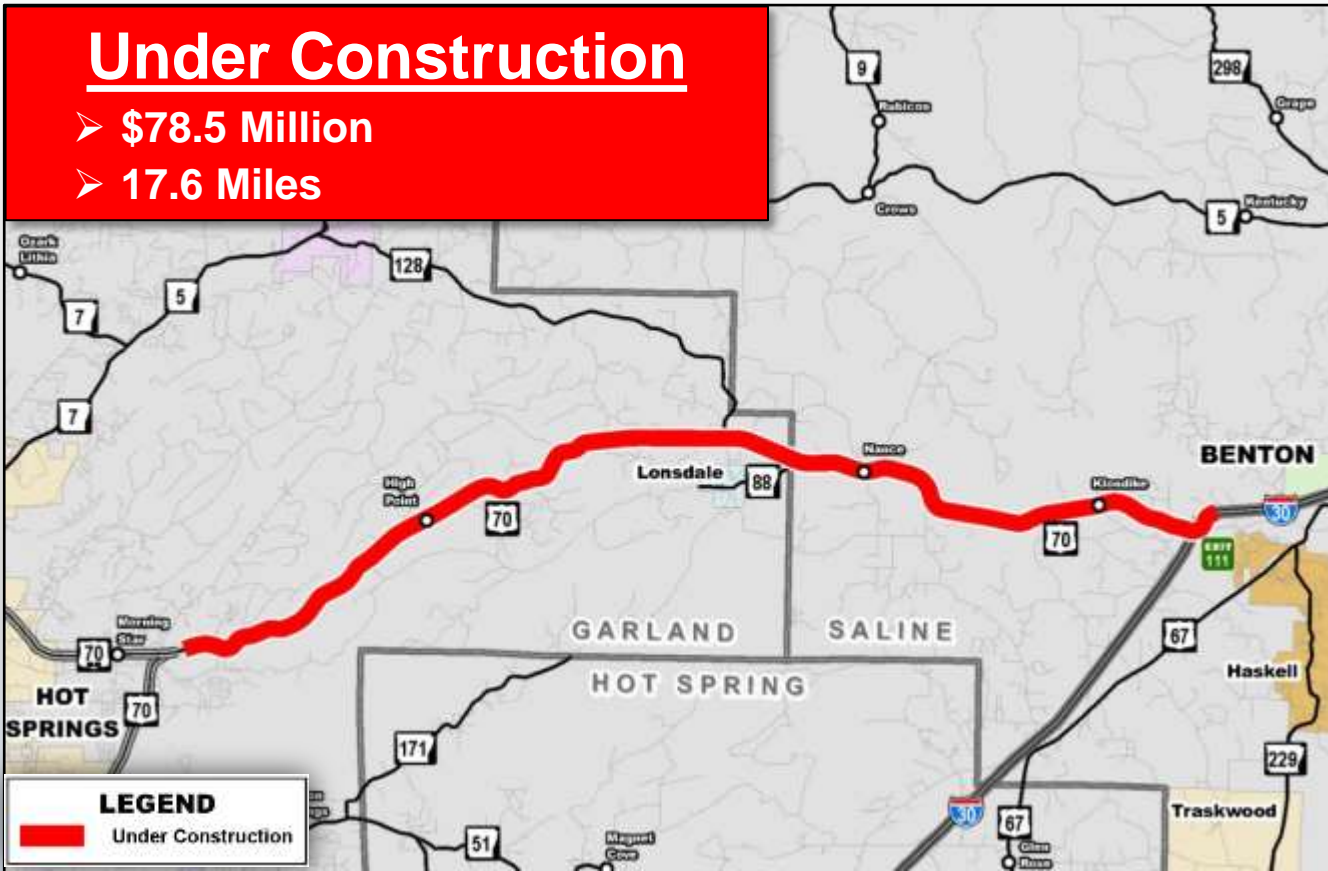 Under Construction
➢ $78.5 Million
➢ 17.6 Miles
9
298
Rubicon
Grape
Crows
5
Kentucky
Ozark
Lithia
128
5
7
7
BENTON
Nance
Lonsdale
88
High
Point
Klondike
30
70
70
EXIT
111
GARLAND
SALINE
67
Morning
Star
70
Haskell
HOT SPRING
HOT
SPRINGS
70
171
229
LEGEND
Under Construction
30
67
Traskwood
51
Magnet
Cove
Glen
Rose